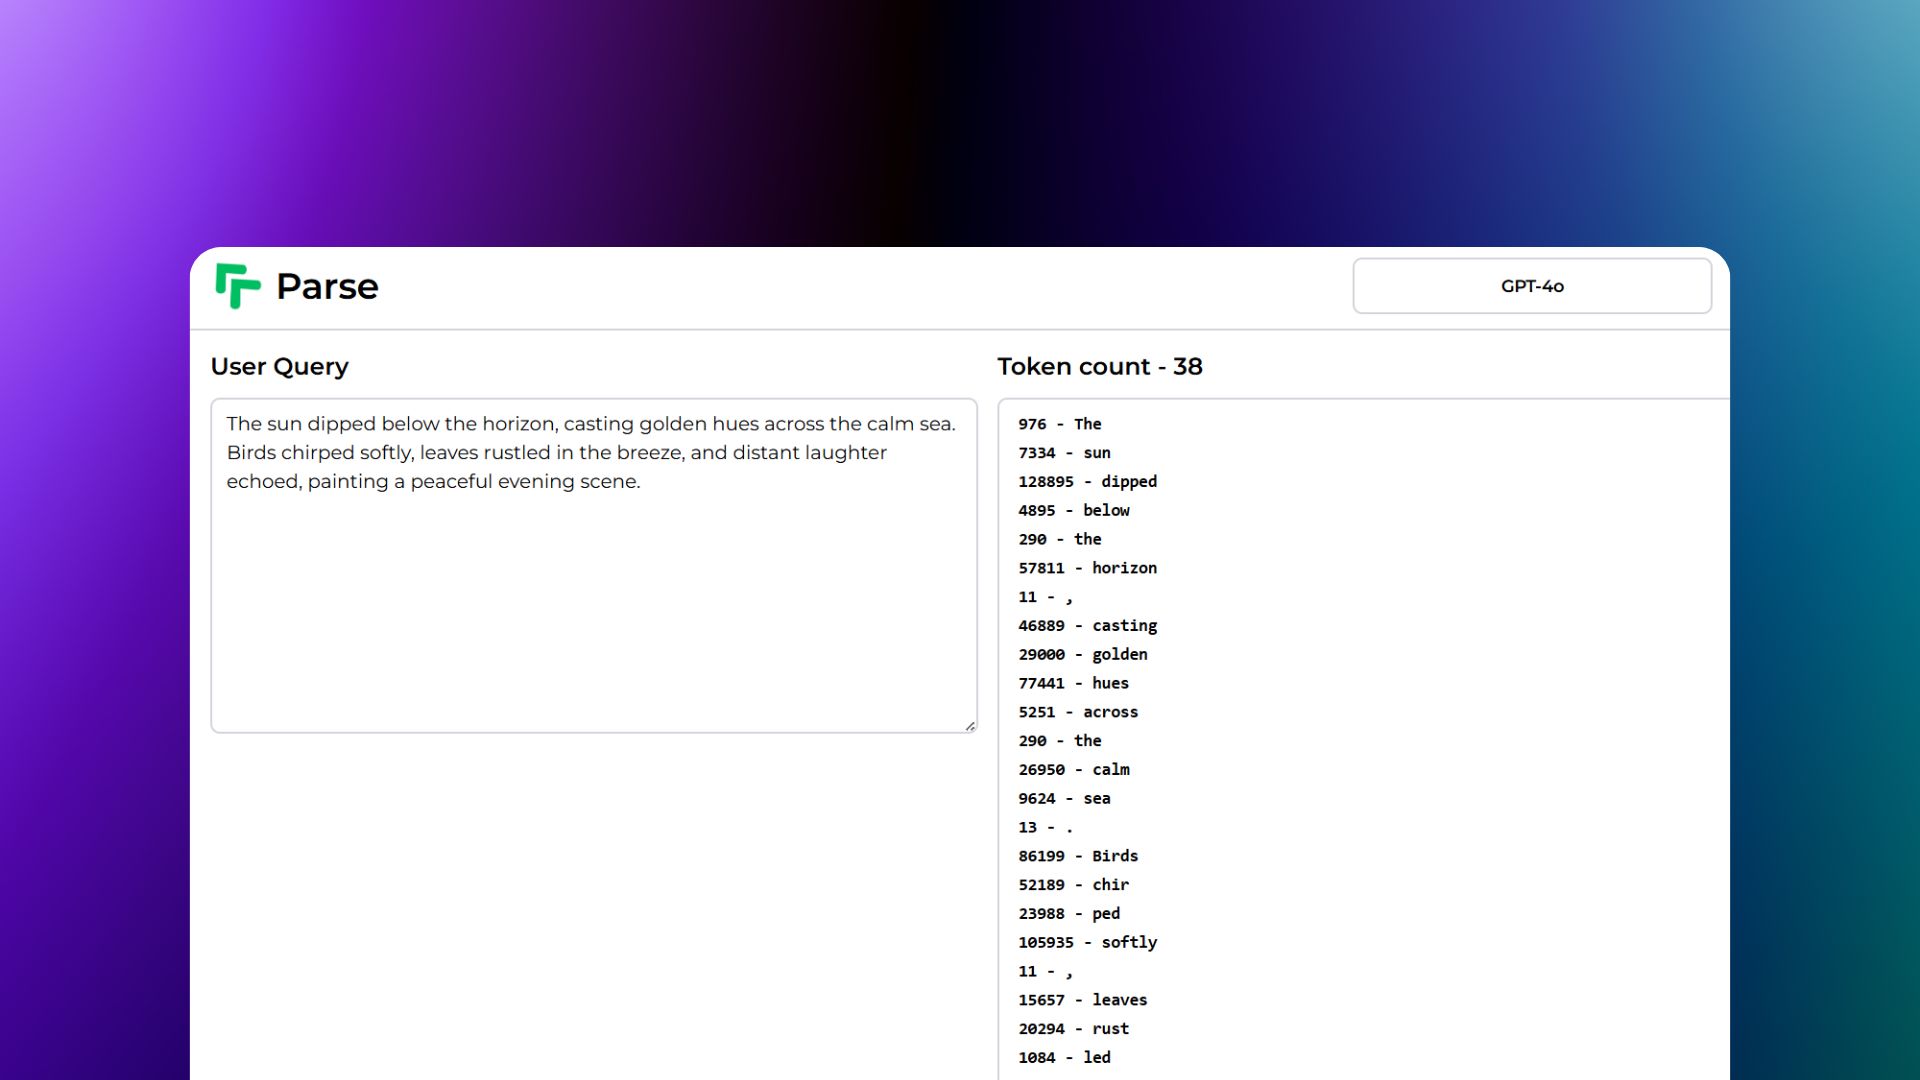 Parse
GPT-4o
User Query
The sun dipped below the horizon, casting golden hues across the calm sea.
Birds chirped softly, leaves rustled in the breeze, and distant laughter
echoed, painting a peaceful evening scene.
Token count - 38
976 - The
7334 - sun
128895 - dipped
4895 - below
290 - the
57811 - horizon
11 - ,
46889 - casting
29000 - golden
77441 - hues
5251 - across
290 - the
26950 - calm
9624 - sea
13 - .
86199 - Birds
52189 - chir
23988 - ped
105935 - softly
11 - ,
15657 - leaves
20294 - rust
1084 - led